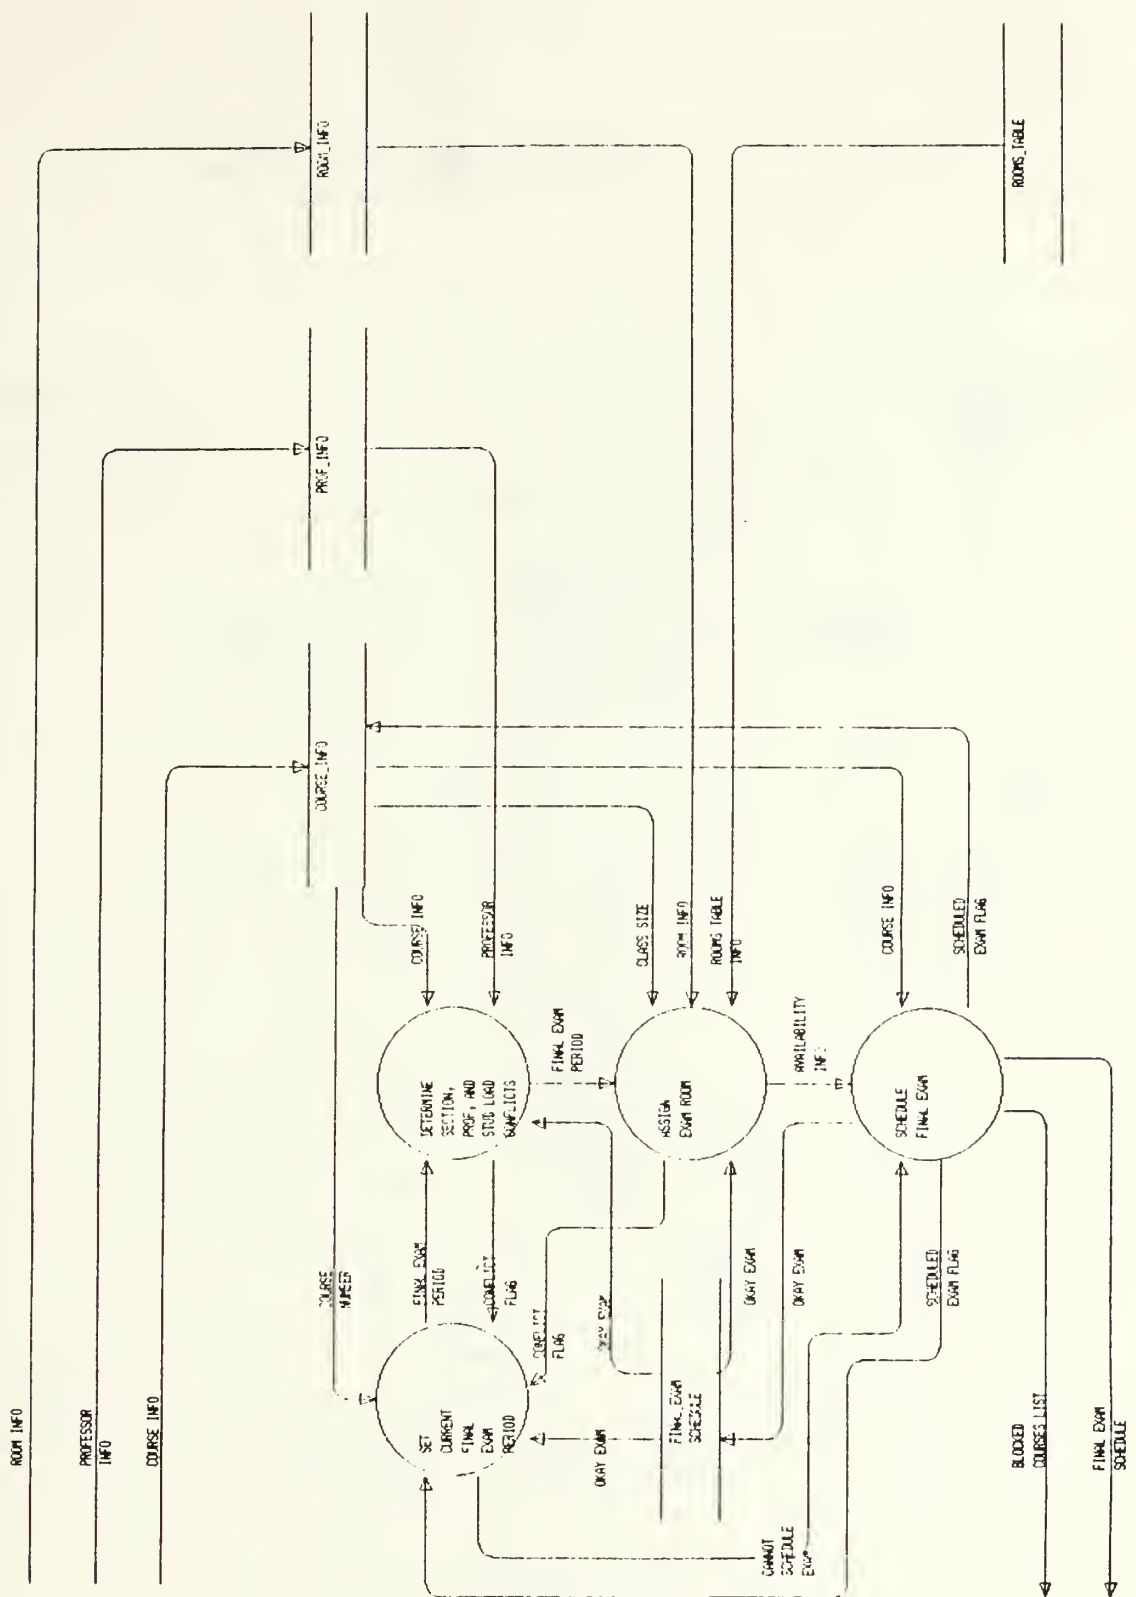 ROOM INFO
PROFESSOR
INFO
COURSE INFO
ROOM_INFO
PROF_INFO
COURSE_INFO
ROOMS_TABLE
COURSE
NUMBER
COURSE INFO
PROFESSOR
INFO
CLASS SIZE
ROOM INFO
ROOMS TABLE
INFO
COURSE INFO
SCHEDULED
EXAM FLAG
DETERMINE
SECTION,
PROF, AND
STUD LOAD
CONFLICTS
FINAL EXAM
PERIOD
ASSIGN
EXAM ROOM
AVAILABILITY
INFO
SCHEDULE
FINAL EXAM
FINAL EXAM
PERIOD
CONFLICT
FLAG
CONFLICT
FLAG
OKAY EXAM
OKAY EXAM
OKAY EXAM
SCHEDULED
EXAM FLAG
SET
CURRENT
FINAL
EXAM
PERIOD
OKAY EXAM
FINAL_EXAM
SCHEDULE
CANNOT
SCHEDULE
EXAM
BLOCKED
COURSES LIST
FINAL EXAM
SCHEDULE